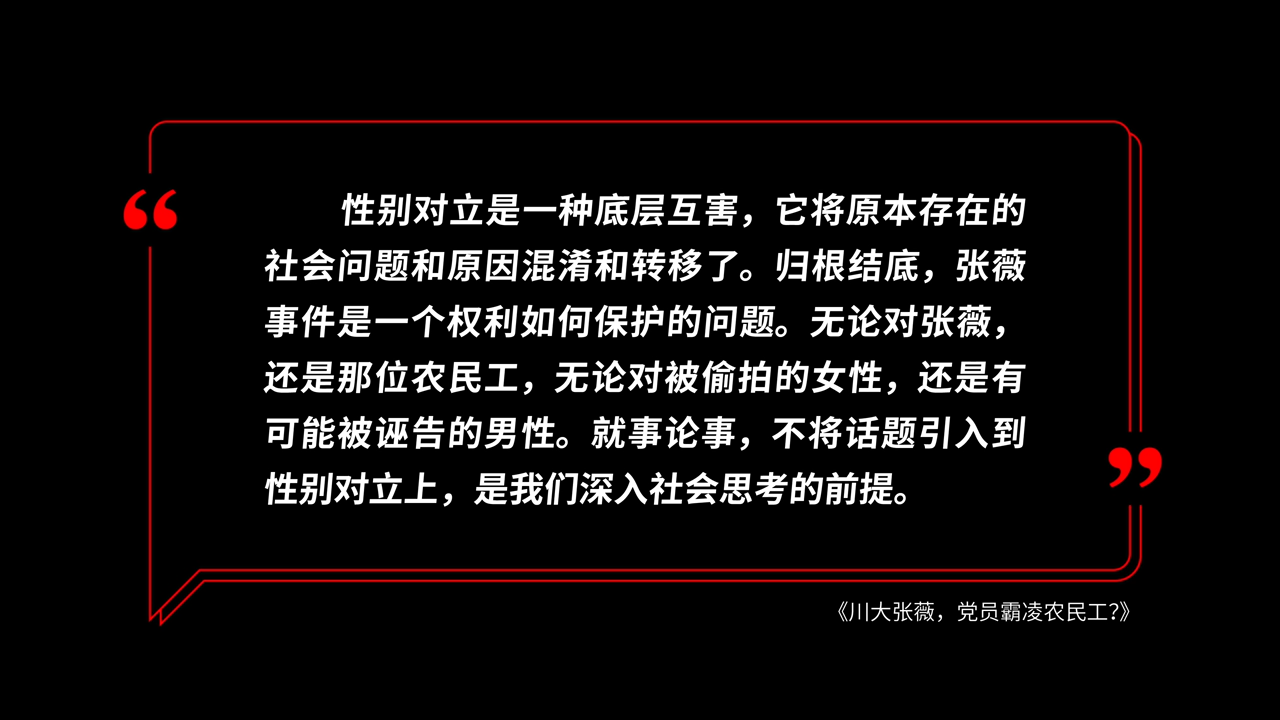 “
性别对立是一种底层互害，它将原本存在的
社会问题和原因混淆和转移了。归根结底，张薇
事件是一个权利如何保护的问题。无论对张薇，
还是那位农民工，无论对被偷拍的女性，还是有
可能被诬告的男性。就事论事，不将话题引入到
性别对立上，是我们深入社会思考的前提。
”
《川大张薇，党员霸凌农民工？》